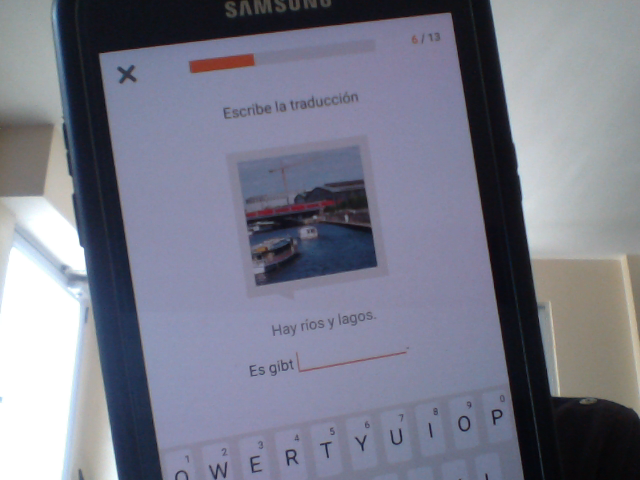 SAMSUNG
6 / 13
Escribe la traducción
Hay ríos y lagos.
Es gibt
1 2 3 4 5 6 7 8 9 0
Q W E R T Y U I O P